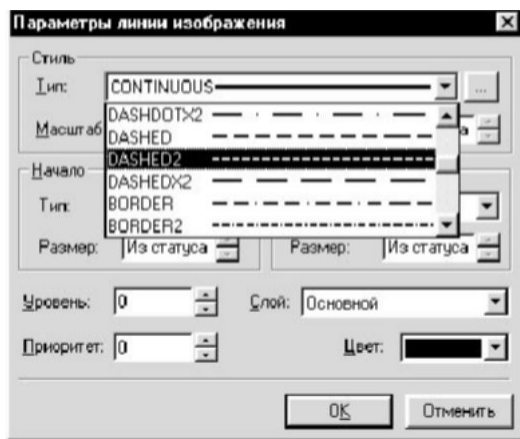 Параметры линии изображения
Стиль
Тип: CONTINUOUS ...
DASHDOTX2
Масштаб а
DASHED
DASHED2
Начало
DASHEDX2
Тип: BORDER
BORDER2
Размер: Из статуса Размер: Из статуса
Уровень: 0 Слой: Основной
Приоритет: 0 Цвет:
OK Отменить